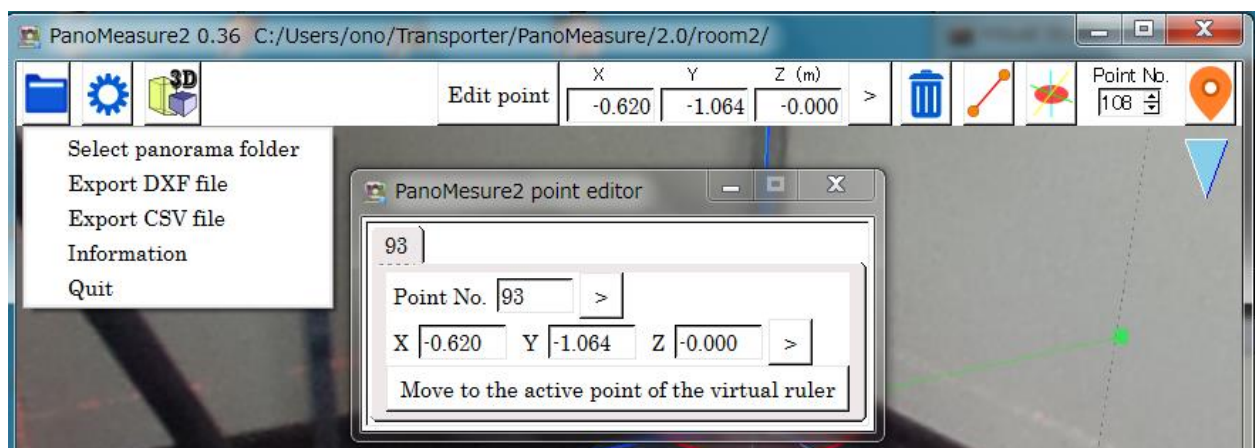 PanoMeasure2 0.36 C:/Users/ono/Transporter/PanoMeasure/2.0/room2/
X Y Z (m) Point No.
3D Edit point -0.620 -1.064 -0.000 > 108
Select panorama folder
Export DXF file
Export CSV file
Information
Quit
PanoMesure2 point editor
93
Point No. 93 >
X -0.620 Y -1.064 Z -0.000 >
Move to the active point of the virtual ruler